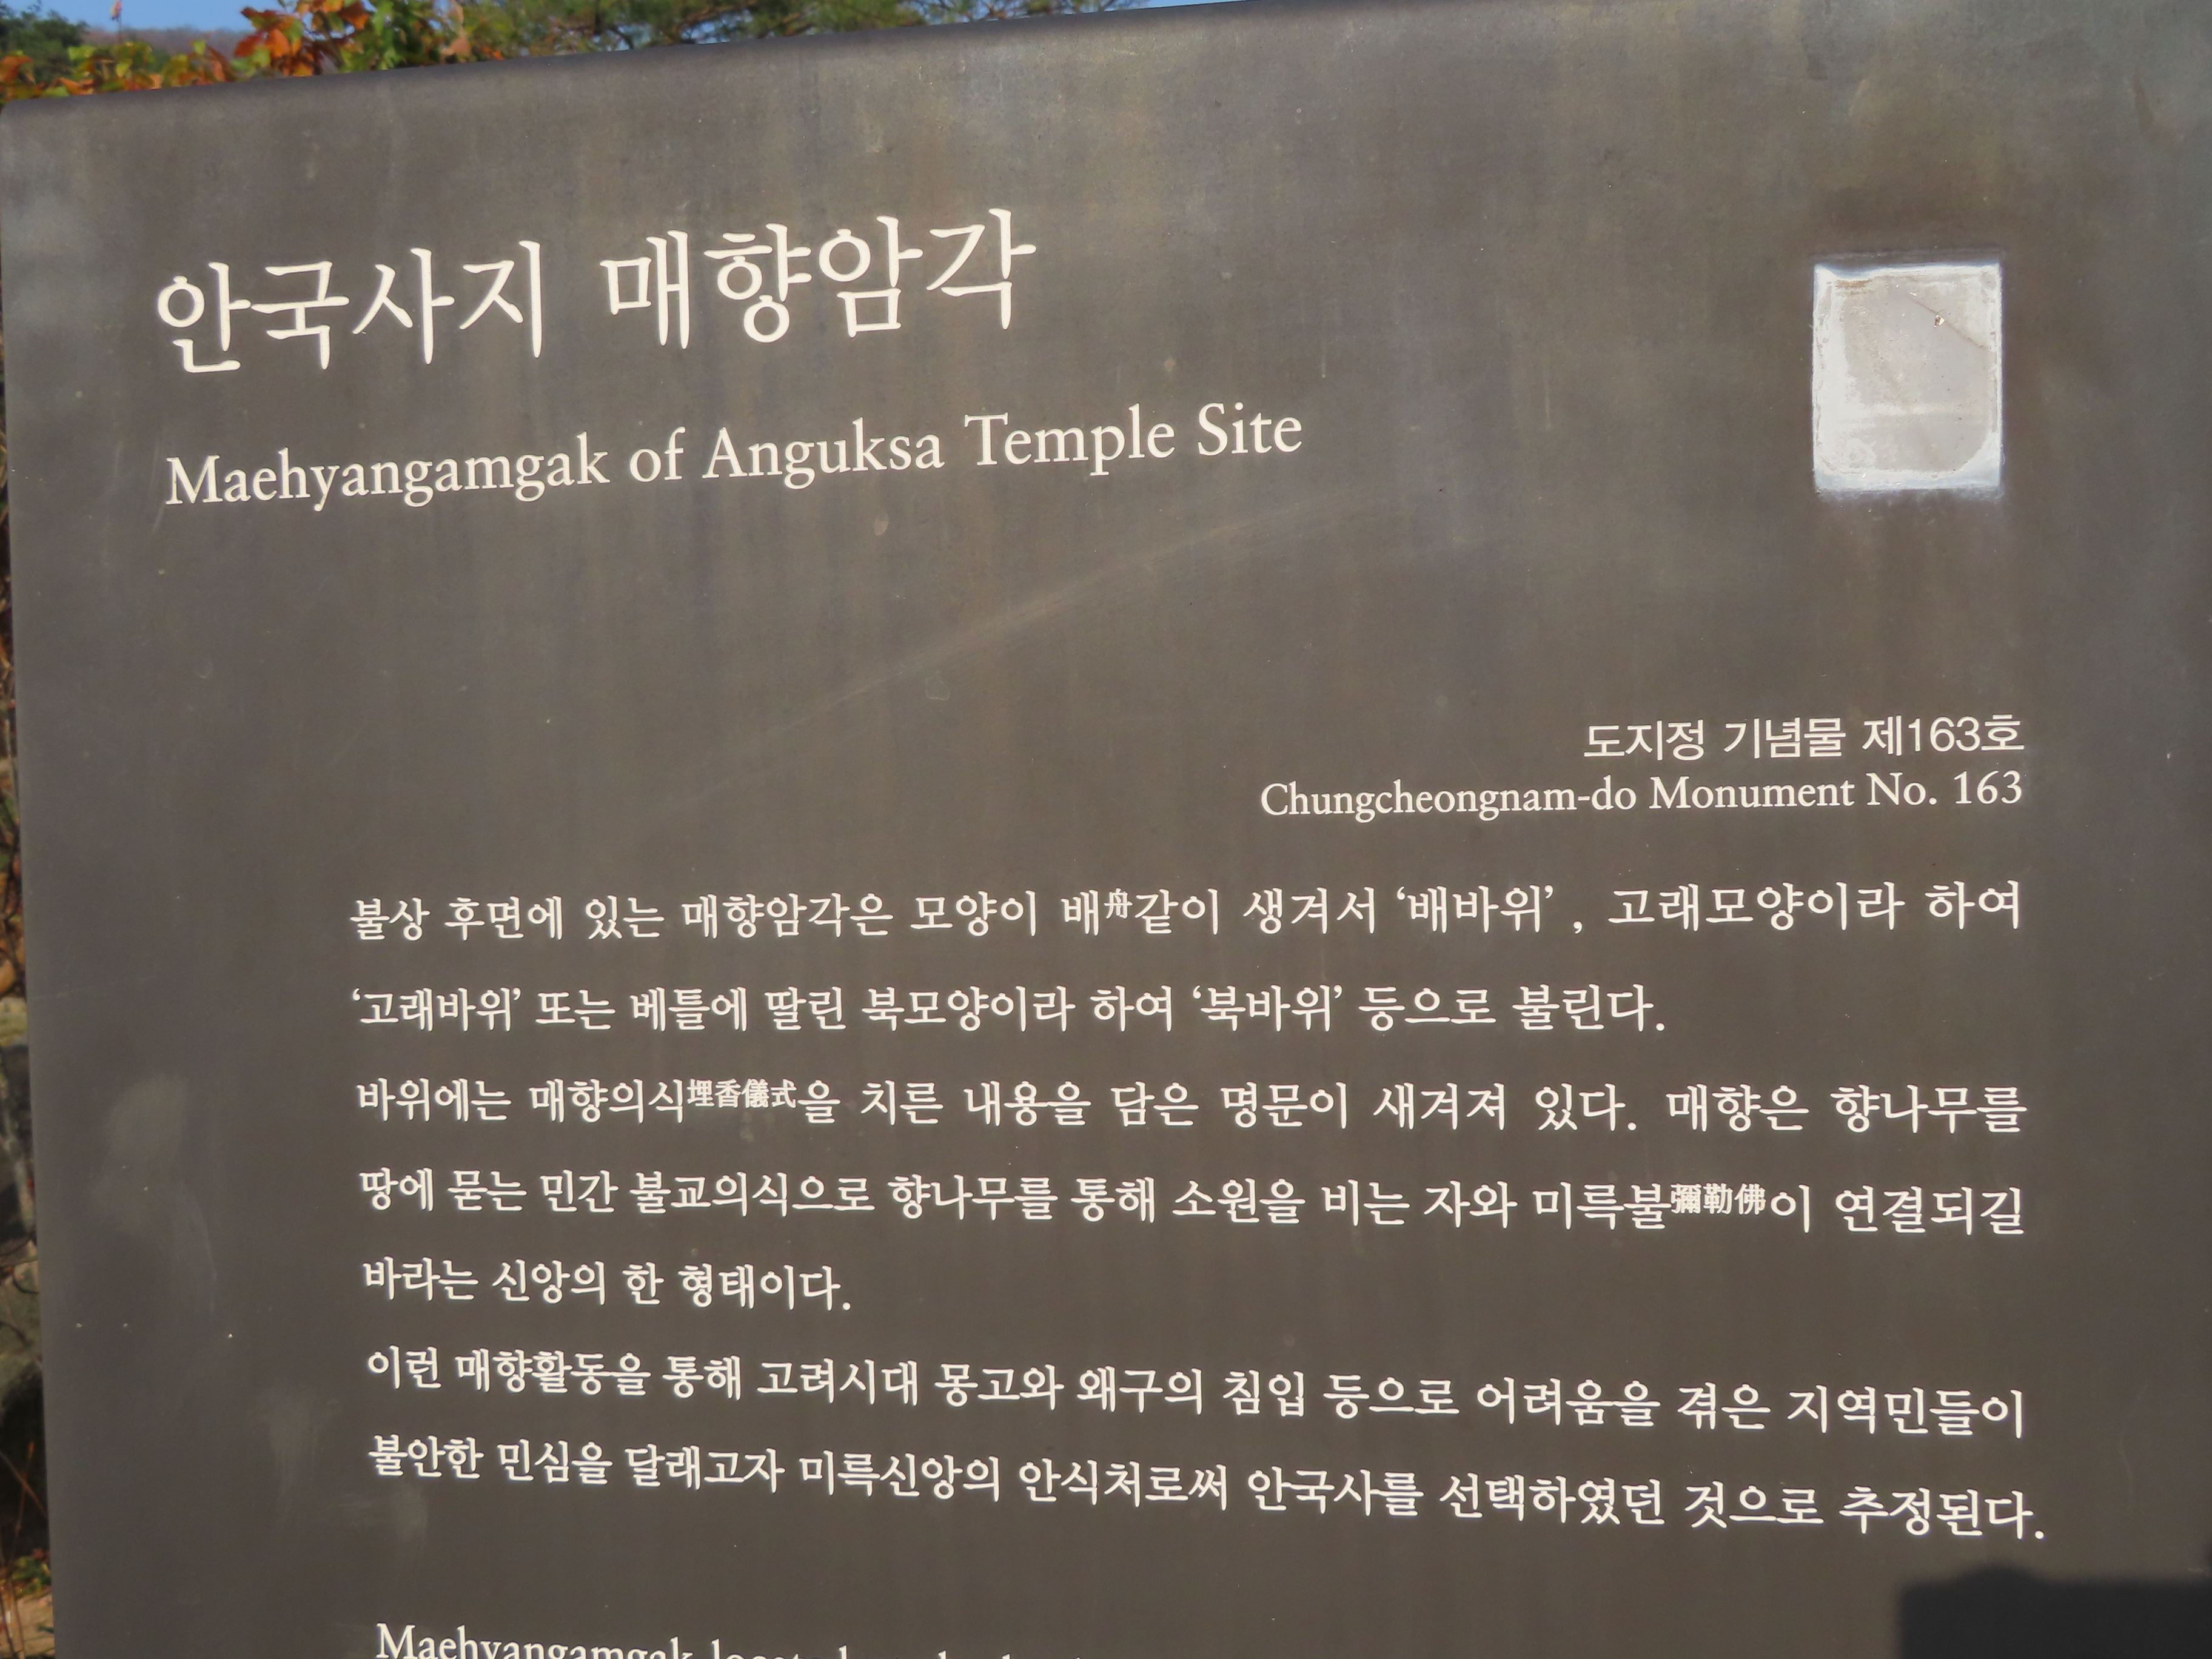 안국사지 매향암각
Maehyangamgak of Anguksa Temple Site
도지정 기념물 제163호
Chungcheongnam-do Monument No. 163
불상 후면에 있는 매향암각은 모양이 배舟같이 생겨서 ‘배바위’, 고래모양이라 하여
‘고래바위’ 또는 베틀에 딸린 북모양이라 하여 ‘북바위’ 등으로 불린다.
바위에는 매향의식埋香儀式을 치른 내용을 담은 명문이 새겨져 있다. 매향은 향나무를
땅에 묻는 민간 불교의식으로 향나무를 통해 소원을 비는 자와 미륵불彌勒佛이 연결되길
바라는 신앙의 한 형태이다.
이런 매향활동을 통해 고려시대 몽고와 왜구의 침입 등으로 어려움을 겪은 지역민들이
불안한 민심을 달래고자 미륵신앙의 안식처로써 안국사를 선택하였던 것으로 추정된다.
Maehyangamgak